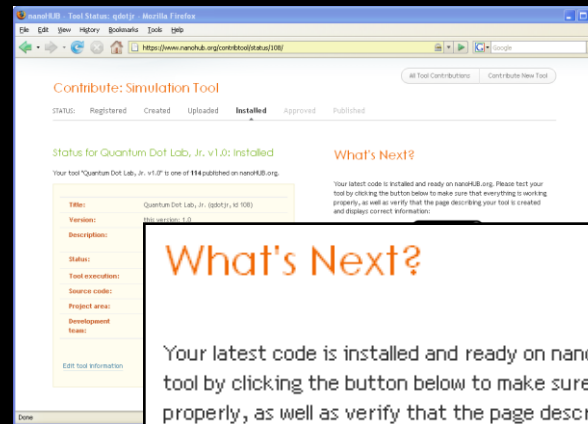 nanoHUB - Tool Status: qdotjr - Mozilla Firefox
File Edit View History Bookmarks Tools Help
https://www.nanohub.org/contribtool/status/108/
Google
All Tool Contributions Contribute New Tool
Contribute: Simulation Tool
STATUS: Registered Created Uploaded Installed Approved Published
Status for Quantum Dot Lab, Jr. v1.0: Installed
Your tool "Quantum Dot Lab, Jr. v1.0" is one of 114 published on nanoHUB.org.
Title: Quantum Dot Lab, Jr. (qdotjr, id 108)
Version: this version: 1.0
Description:
Status:
Tool execution:
Source code:
Project area:
Development team:
Edit tool information
Done
What's Next?
Your latest code is installed and ready on nanoHUB.org. Please test your
tool by clicking the button below to make sure that everything is working
properly, as well as verify that the page describing your tool is created
and displays correct information:
What's Next?
Your latest code is installed and ready on nano
tool by clicking the button below to make sure
properly, as well as verify that the page descr